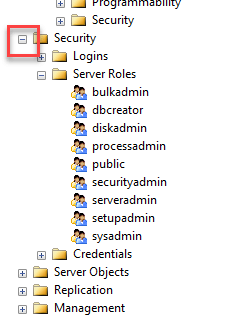 Programmability
Security
Security
Logins
Server Roles
bulkadmin
dbcreator
diskadmin
processadmin
public
securityadmin
serveradmin
setupadmin
sysadmin
Credentials
Server Objects
Replication
Management